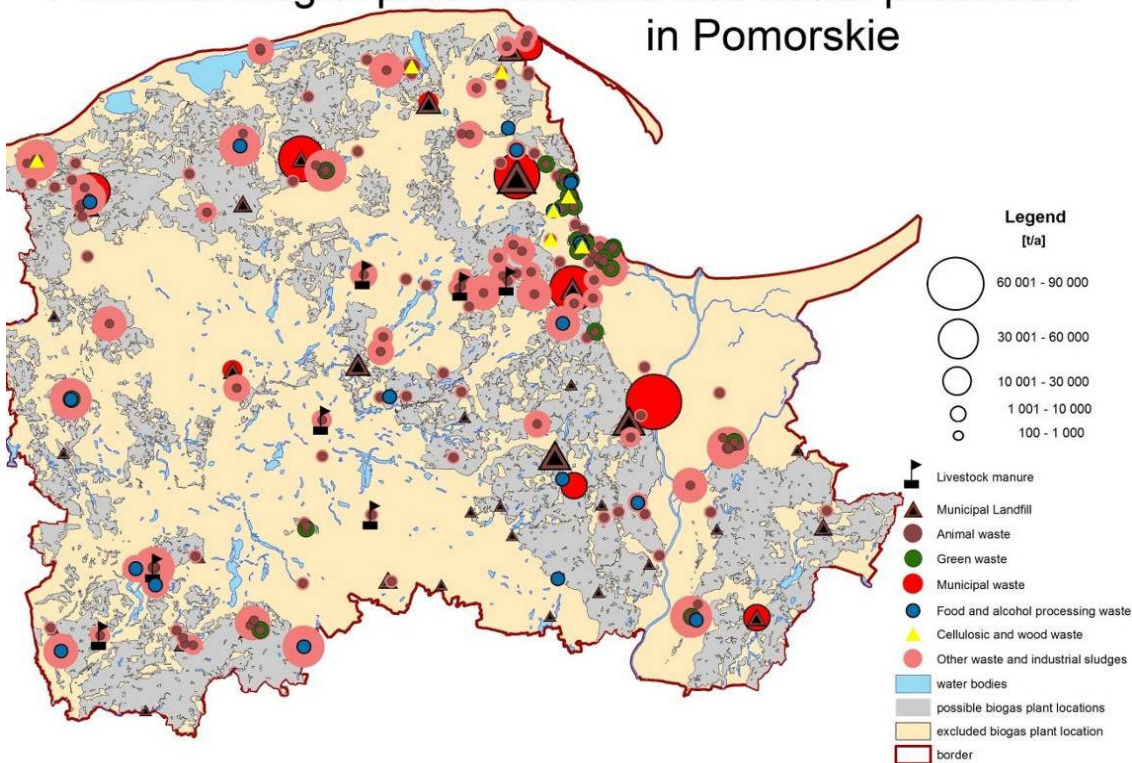 in Pomorskie
Legend
[t/a]
60 001 - 90 000
30 001 - 60 000
10 001 - 30 000
1 001 - 10 000
100 - 1 000
Livestock manure
Municipal Landfill
Animal waste
Green waste
Municipal waste
Food and alcohol processing waste
Cellulosic and wood waste
Other waste and industrial sludges
water bodies
possible biogas plant locations
excluded biogas plant location
border